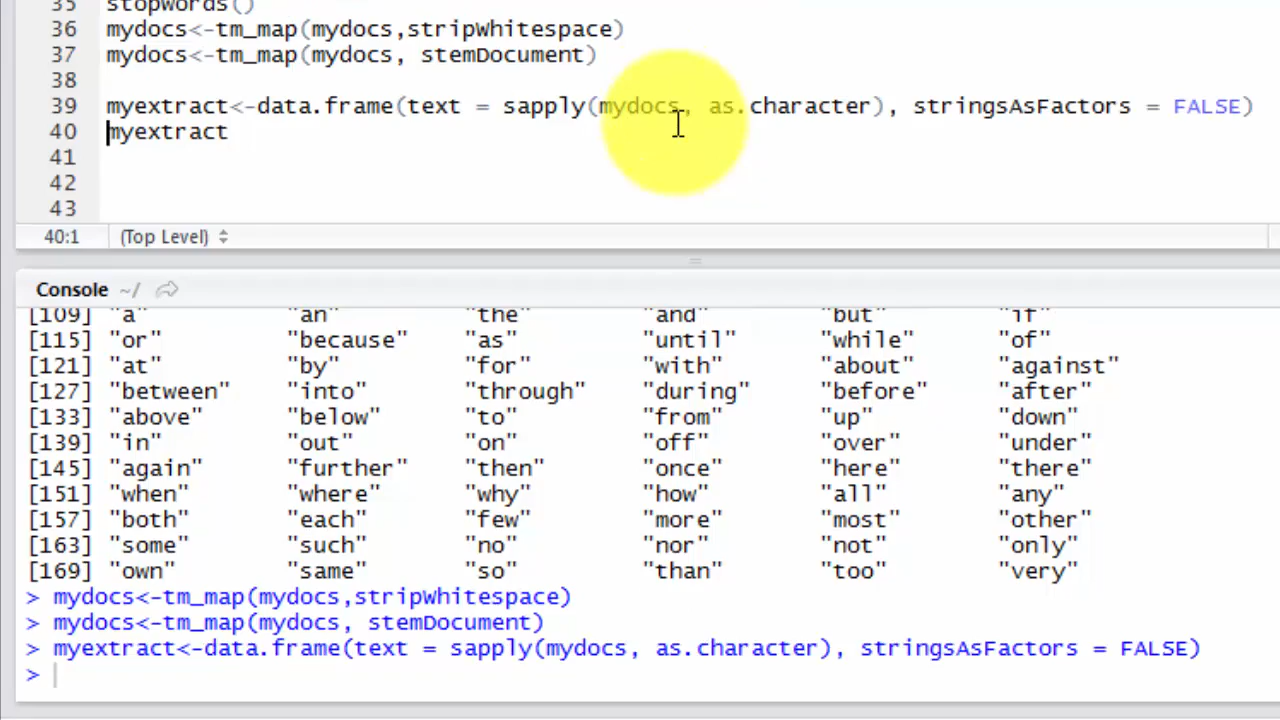 35 stopwords()
36 mydocs<-tm_map(mydocs,stripWhitespace)
37 mydocs<-tm_map(mydocs, stemDocument)
38
39 myextract<-data.frame(text = sapply(mydocs, as.character), stringsAsFactors = FALSE)
40 myextract
41
42
43
40:1 (Top Level)
Console ~/
[109] "a" "an" "the" "and" "but" "if"
[115] "or" "because" "as" "until" "while" "of"
[121] "at" "by" "for" "with" "about" "against"
[127] "between" "into" "through" "during" "before" "after"
[133] "above" "below" "to" "from" "up" "down"
[139] "in" "out" "on" "off" "over" "under"
[145] "again" "further" "then" "once" "here" "there"
[151] "when" "where" "why" "how" "all" "any"
[157] "both" "each" "few" "more" "most" "other"
[163] "some" "such" "no" "nor" "not" "only"
[169] "own" "same" "so" "than" "too" "very"
> mydocs<-tm_map(mydocs,stripWhitespace)
> mydocs<-tm_map(mydocs, stemDocument)
> myextract<-data.frame(text = sapply(mydocs, as.character), stringsAsFactors = FALSE)
>